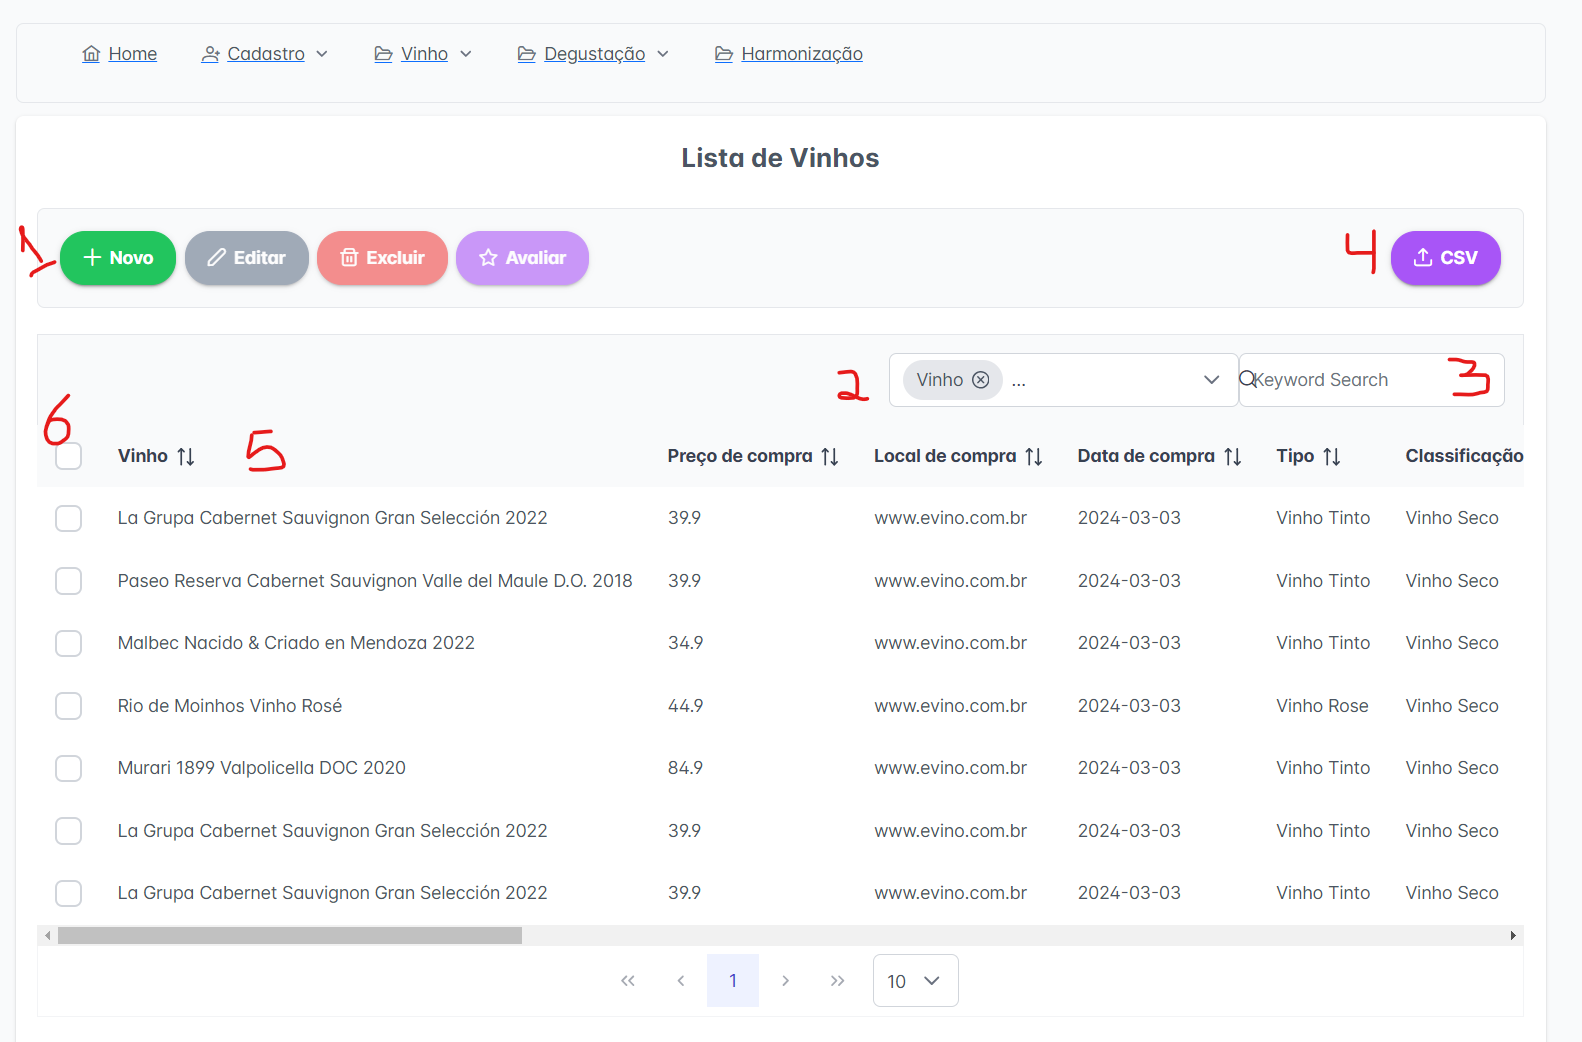 Home Cadastro Vinho Degustação Harmonização
Lista de Vinhos
1 Novo Editar Excluir Avaliar 4 CSV
2 Vinho ... Keyword Search 3
6
Vinho 5 Preço de compra Local de compra Data de compra Tipo Classificação
La Grupa Cabernet Sauvignon Gran Selección 2022 39.9 www.evino.com.br 2024-03-03 Vinho Tinto Vinho Seco
Paseo Reserva Cabernet Sauvignon Valle del Maule D.O. 2018 39.9 www.evino.com.br 2024-03-03 Vinho Tinto Vinho Seco
Malbec Nacido & Criado en Mendoza 2022 34.9 www.evino.com.br 2024-03-03 Vinho Tinto Vinho Seco
Rio de Moinhos Vinho Rosé 44.9 www.evino.com.br 2024-03-03 Vinho Rose Vinho Seco
Murari 1899 Valpolicella DOC 2020 84.9 www.evino.com.br 2024-03-03 Vinho Tinto Vinho Seco
La Grupa Cabernet Sauvignon Gran Selección 2022 39.9 www.evino.com.br 2024-03-03 Vinho Tinto Vinho Seco
La Grupa Cabernet Sauvignon Gran Selección 2022 39.9 www.evino.com.br 2024-03-03 Vinho Tinto Vinho Seco
1 10